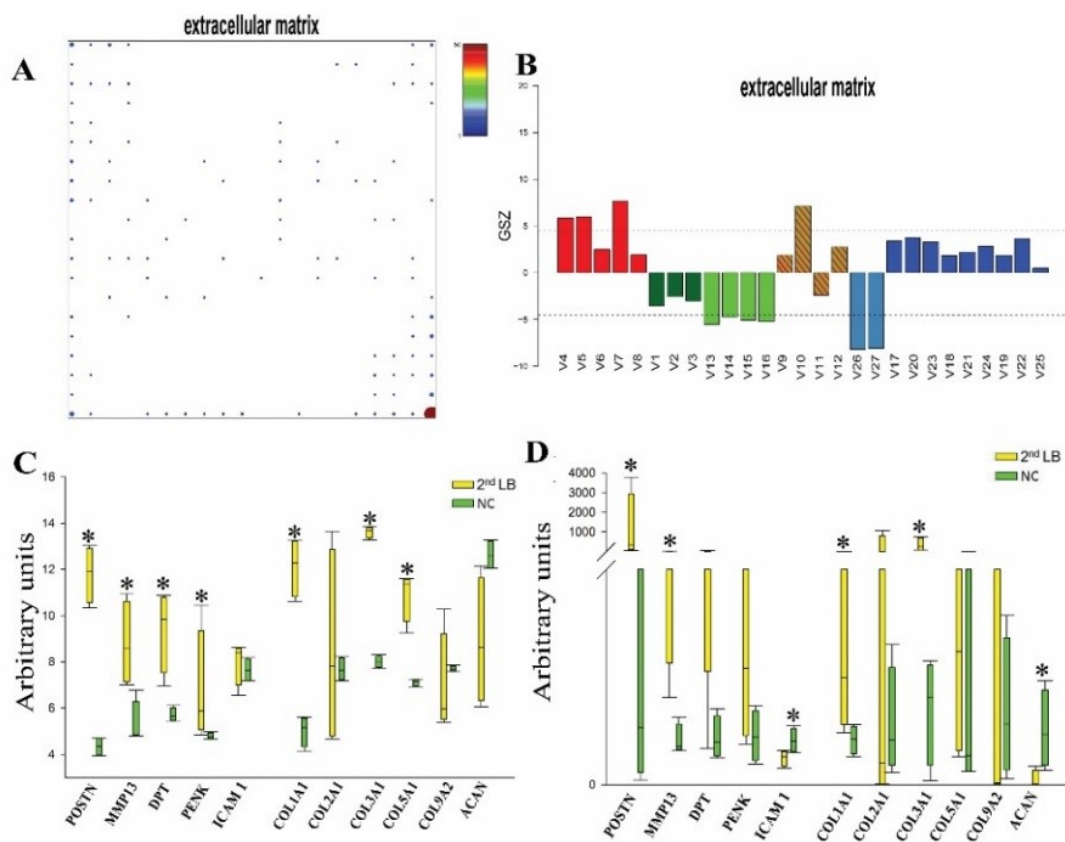 extracellular matrix
A
B
extracellular matrix
20
15
10
5
0
−5
−10
GSZ
V4 V5 V6 V7 V8 V1 V2 V3 V13 V14 V15 V16 V9 V10 V11 V12 V26 V27 V17 V20 V23 V18 V21 V24 V19 V22 V25
C
16
14
12
10
8
6
4
Arbitrary units
2nd LB
NC
* * * * * * *
POSTN MMP13 DPT PENK ICAM 1 COL1A1 COL2A1 COL3A1 COL5A1 COL9A2 ACAN
D
4000
3000
2000
1000
0
Arbitrary units
2nd LB
NC
* * * * * *
POSTN MMP13 DPT PENK ICAM 1 COL1A1 COL2A1 COL3A1 COL5A1 COL9A2 ACAN